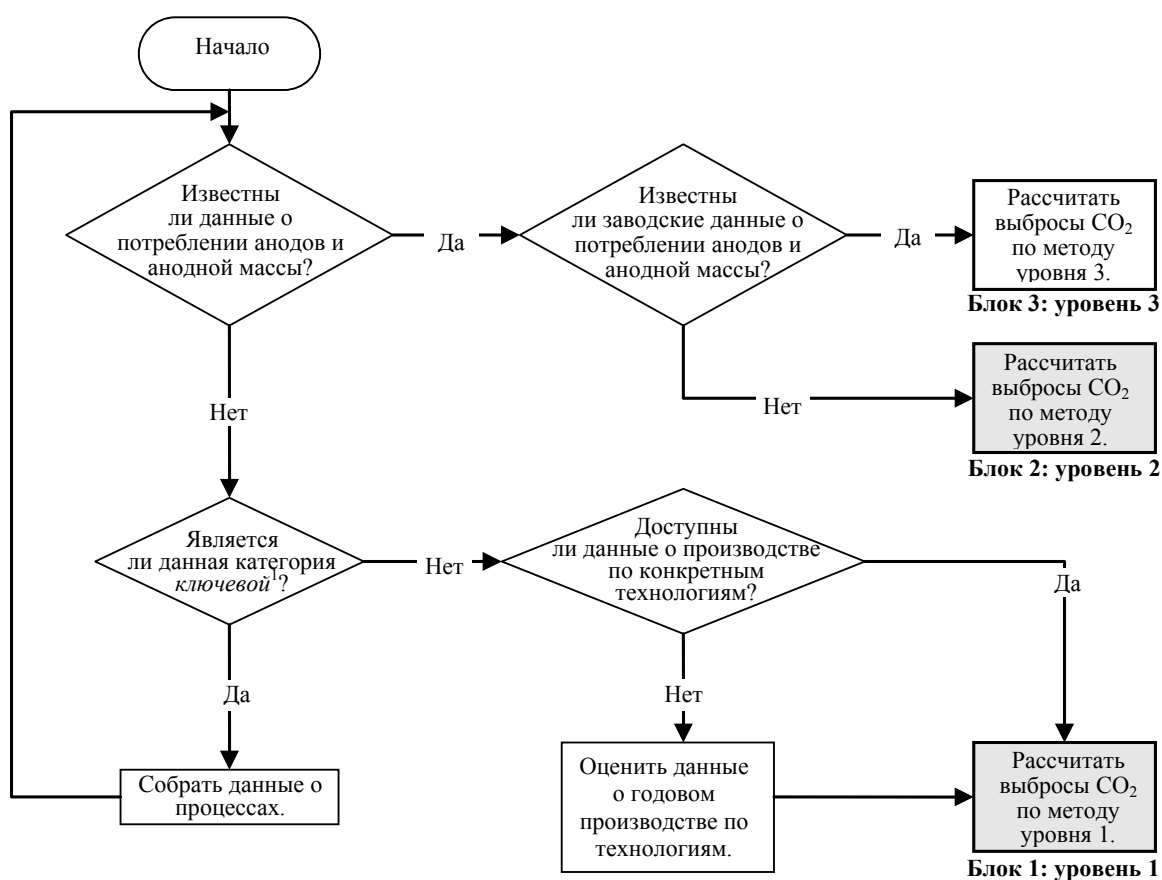 Начало
Известны
ли данные о
потреблении анодов и
анодной массы?
Да
Известны
ли заводские данные о
потреблении анодов и
анодной массы?
Да
Рассчитать
выбросы CO₂
по методу
уровня 3.
Блок 3: уровень 3
Нет
Нет
Рассчитать
выбросы CO₂
по методу
уровня 2.
Блок 2: уровень 2
Является
ли данная категория
ключевой¹?
Нет
Доступны
ли данные о производстве
по конкретным
технологиям?
Да
Да
Нет
Собрать данные о
процессах.
Оценить данные
о годовом
производстве по
технологиям.
Рассчитать
выбросы CO₂
по методу
уровня 1.
Блок 1: уровень 1